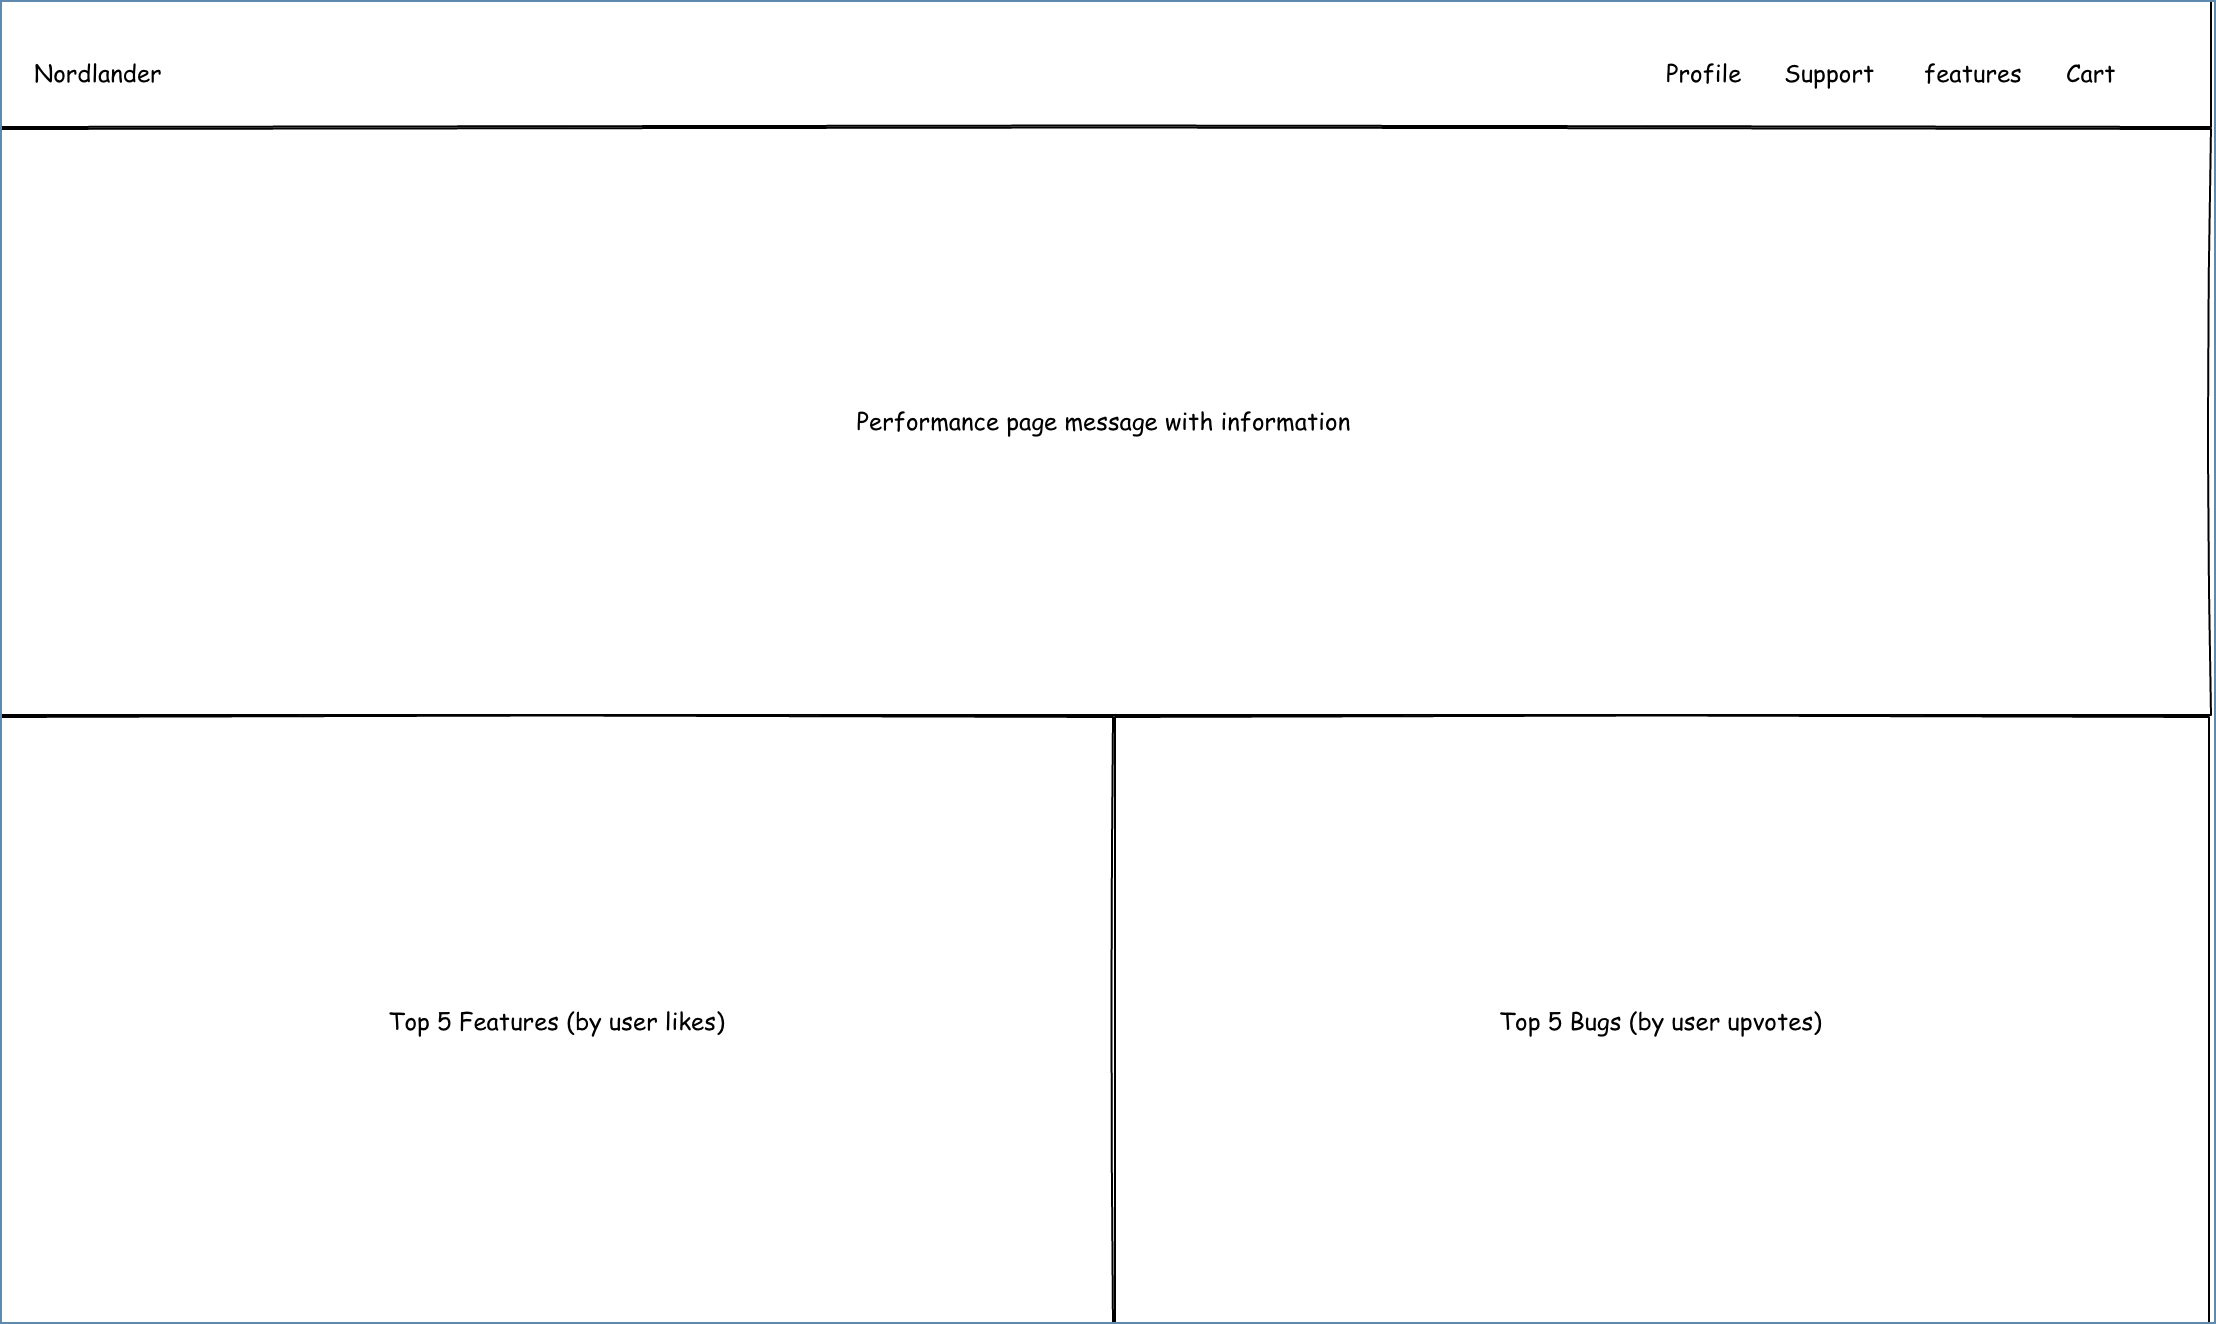 Nordlander
Profile Support features Cart
Performance page message with information
Top 5 Features (by user likes)
Top 5 Bugs (by user upvotes)